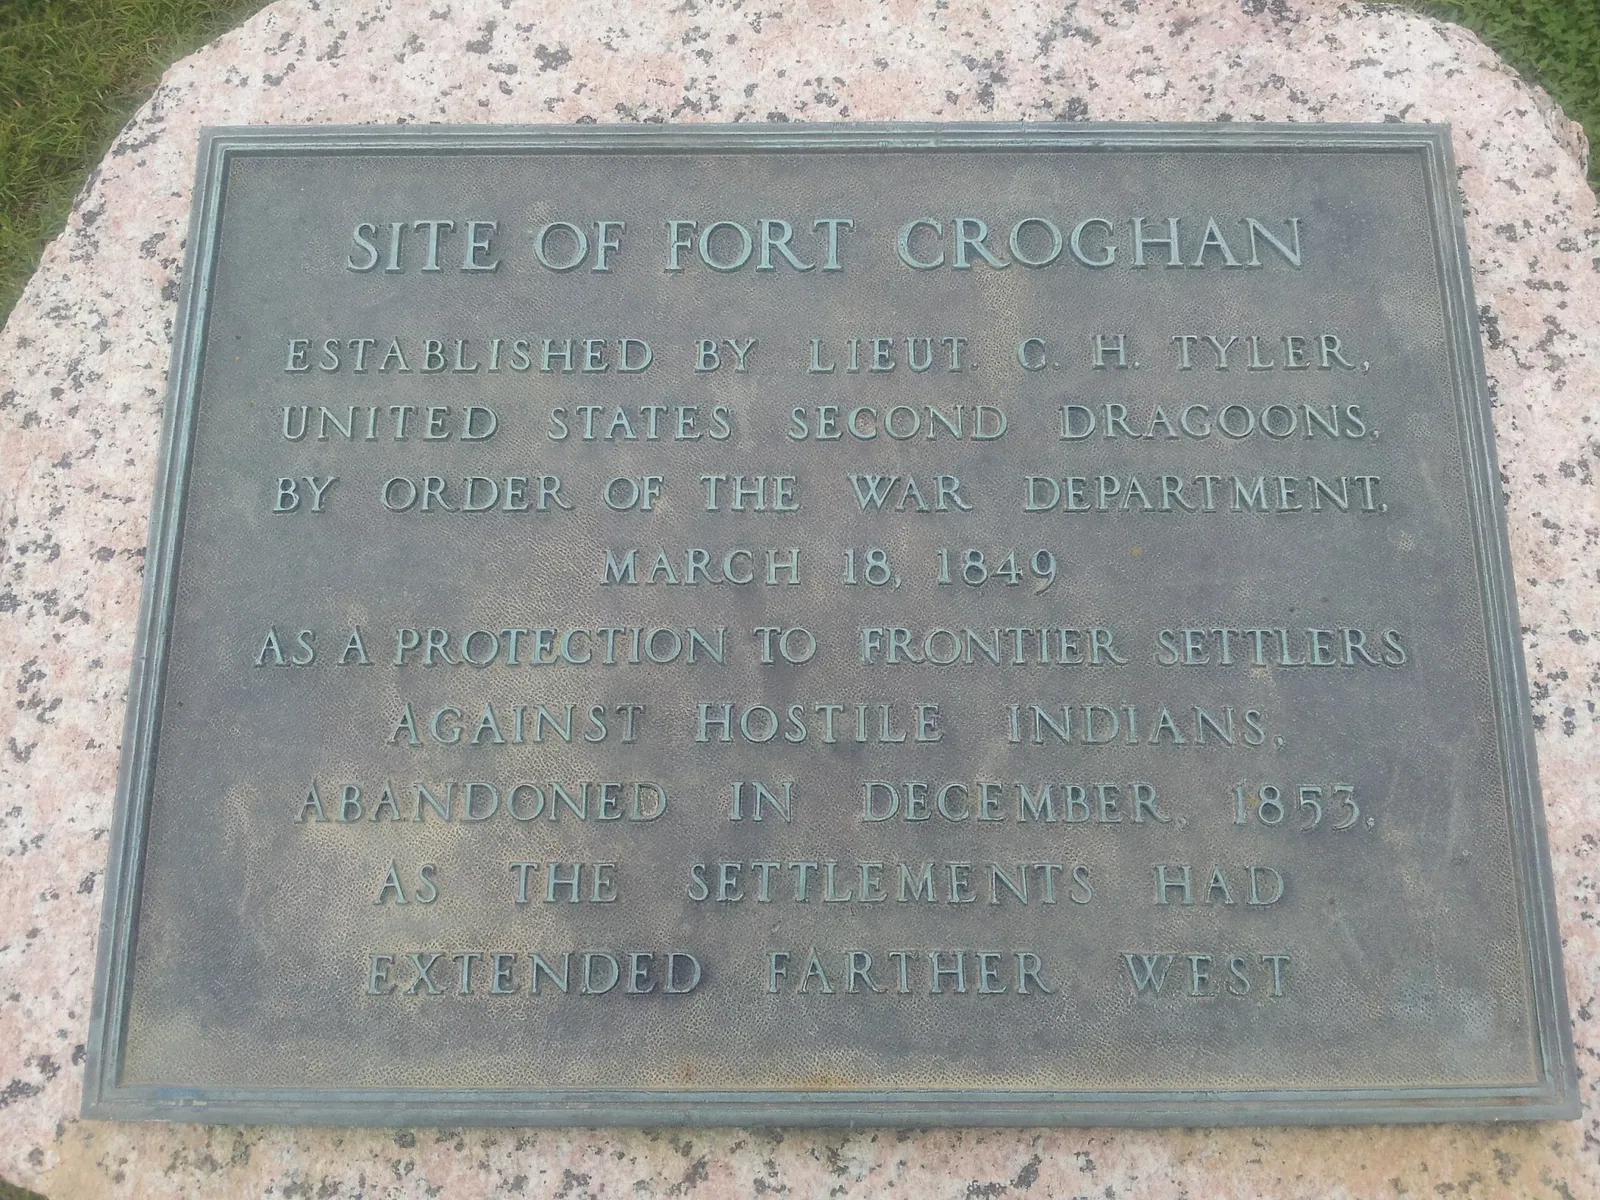 SITE OF FORT CROGHAN
ESTABLISHED BY LIEUT. C. H. TYLER,
UNITED STATES SECOND DRAGOONS,
BY ORDER OF THE WAR DEPARTMENT,
MARCH 18, 1849
AS A PROTECTION TO FRONTIER SETTLERS
AGAINST HOSTILE INDIANS,
ABANDONED IN DECEMBER, 1853,
AS THE SETTLEMENTS HAD
EXTENDED FARTHER WEST